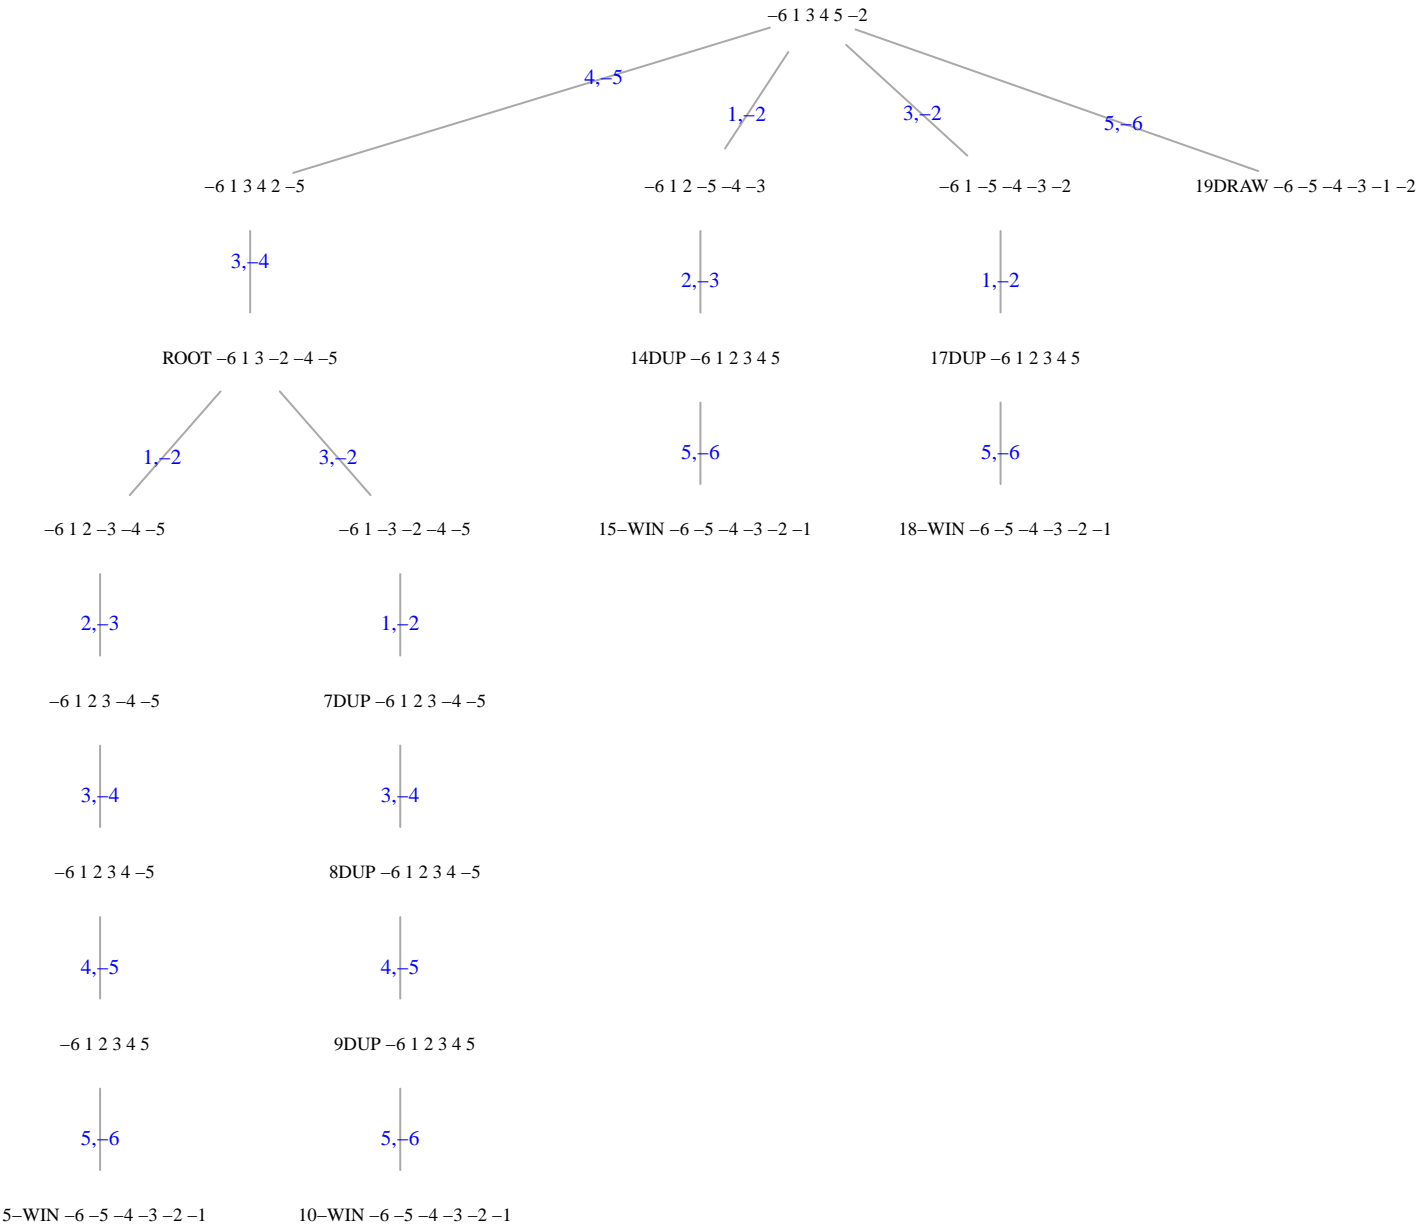 –6 1 3 4 5 –2
4,–5
1,–2
3,–2
5,–6
–6 1 3 4 2 –5
–6 1 2 –5 –4 –3
–6 1 –5 –4 –3 –2
19DRAW –6 –5 –4 –3 –1 –2
3,–4
2,–3
1,–2
ROOT –6 1 3 –2 –4 –5
14DUP –6 1 2 3 4 5
17DUP –6 1 2 3 4 5
1,–2
3,–2
5,–6
5,–6
–6 1 2 –3 –4 –5
–6 1 –3 –2 –4 –5
15–WIN –6 –5 –4 –3 –2 –1
18–WIN –6 –5 –4 –3 –2 –1
2,–3
1,–2
–6 1 2 3 –4 –5
7DUP –6 1 2 3 –4 –5
3,–4
3,–4
–6 1 2 3 4 –5
8DUP –6 1 2 3 4 –5
4,–5
4,–5
–6 1 2 3 4 5
9DUP –6 1 2 3 4 5
5,–6
5,–6
5–WIN –6 –5 –4 –3 –2 –1
10–WIN –6 –5 –4 –3 –2 –1